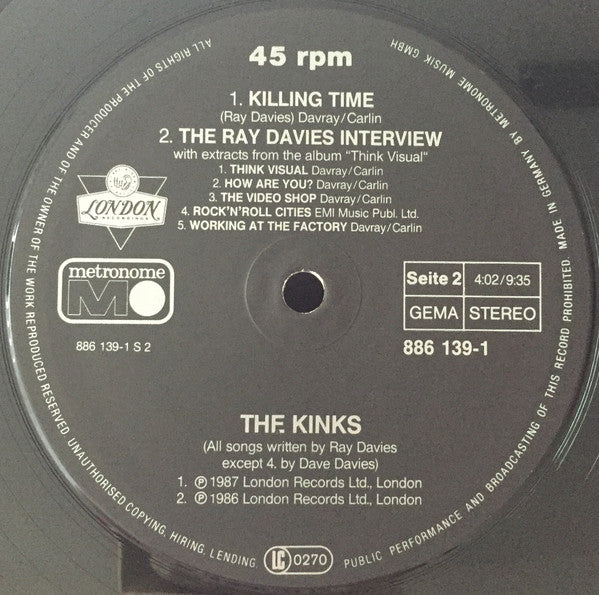 45 rpm
1. KILLING TIME
(Ray Davies) Davray/Carlin
2. THE RAY DAVIES INTERVIEW
with extracts from the album "Think Visual"
1. THINK VISUAL Davray/Carlin
2. HOW ARE YOU? Davray/Carlin
3. THE VIDEO SHOP Davray/Carlin
4. ROCK'N'ROLL CITIES EMI Music Publ. Ltd.
5. WORKING AT THE FACTORY Davray/Carlin
LONDON
RECORDINGS
metronome
M
886 139-1 S 2
Seite 2 4:02/9:35
GEMA STEREO
886 139-1
THE KINKS
(All songs written by Ray Davies
except 4. by Dave Davies)
1. ℗ 1987 London Records Ltd., London
2. ℗ 1986 London Records Ltd., London
LC 0270
ALL RIGHTS OF THE PRODUCER AND OF THE OWNER OF THE WORK REPRODUCED RESERVED. UNAUTHORISED COPYING, HIRING, LENDING, PUBLIC PERFORMANCE AND BROADCASTING OF THIS RECORD PROHIBITED. MADE IN GERMANY BY METRONOME MUSIK GMBH